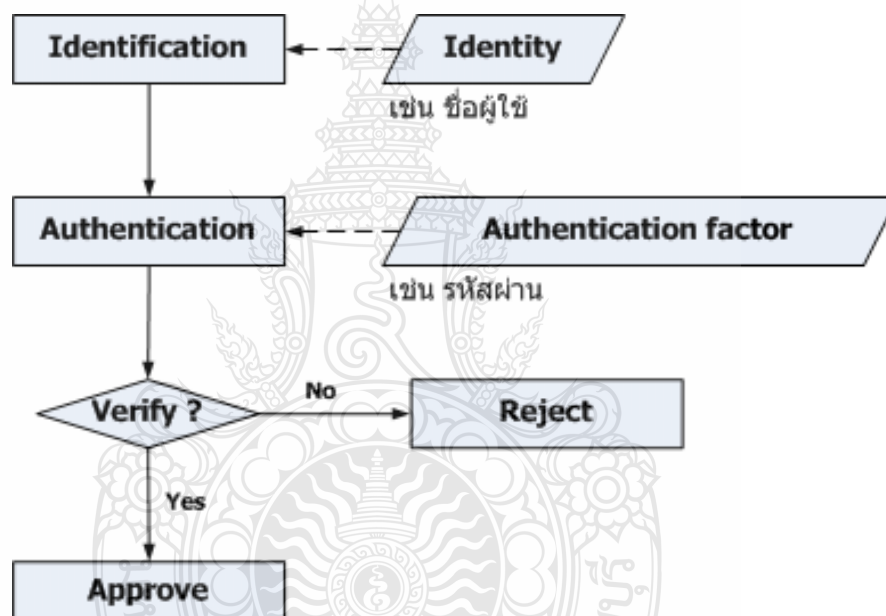 Identification
Identity
เช่น ชื่อผู้ใช้
Authentication
Authentication factor
เช่น รหัสผ่าน
Verify ?
No
Reject
Yes
Approve